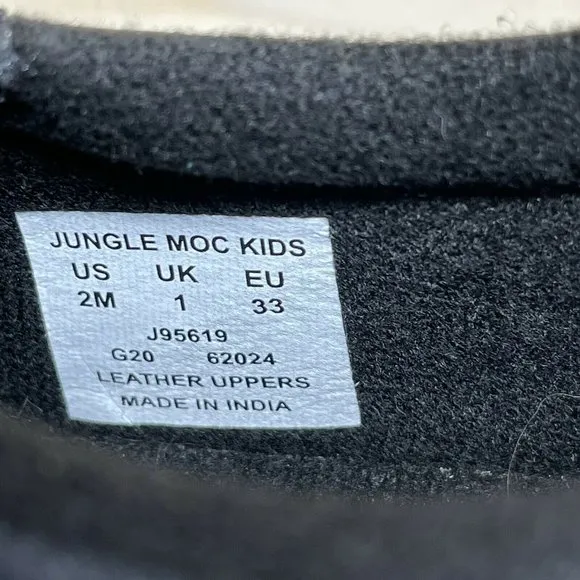 JUNGLE MOC KIDS
US UK EU
2M 1 33
J95619
G20 62024
LEATHER UPPERS
MADE IN INDIA